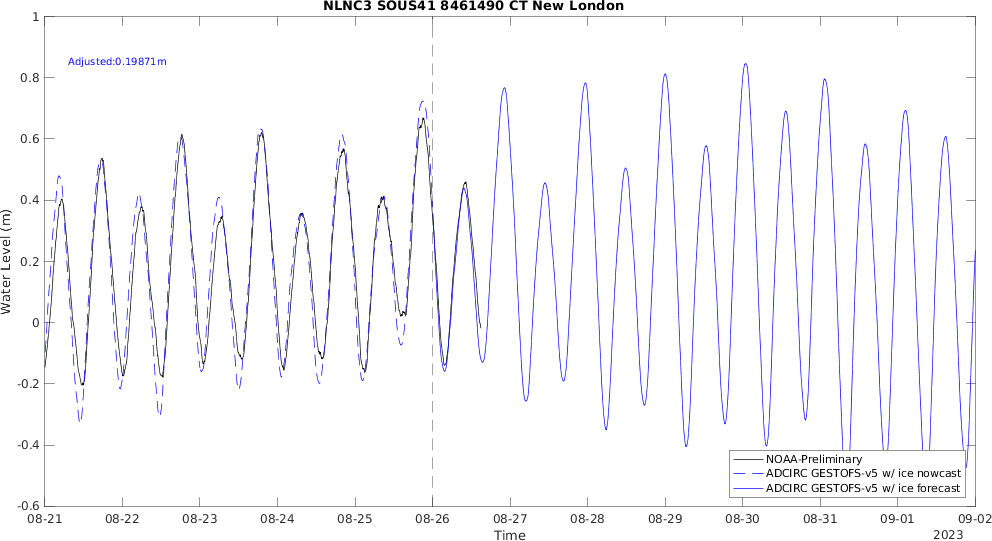 NLNC3 SOUS41 8461490 CT New London
Adjusted:0.19871m
1
0.8
0.6
0.4
0.2
0
-0.2
-0.4
-0.6
Water Level (m)
NOAA-Preliminary
ADCIRC GESTOFS-v5 w/ ice nowcast
ADCIRC GESTOFS-v5 w/ ice forecast
08-21 08-22 08-23 08-24 08-25 08-26 08-27 08-28 08-29 08-30 08-31 09-01 09-02
Time
2023